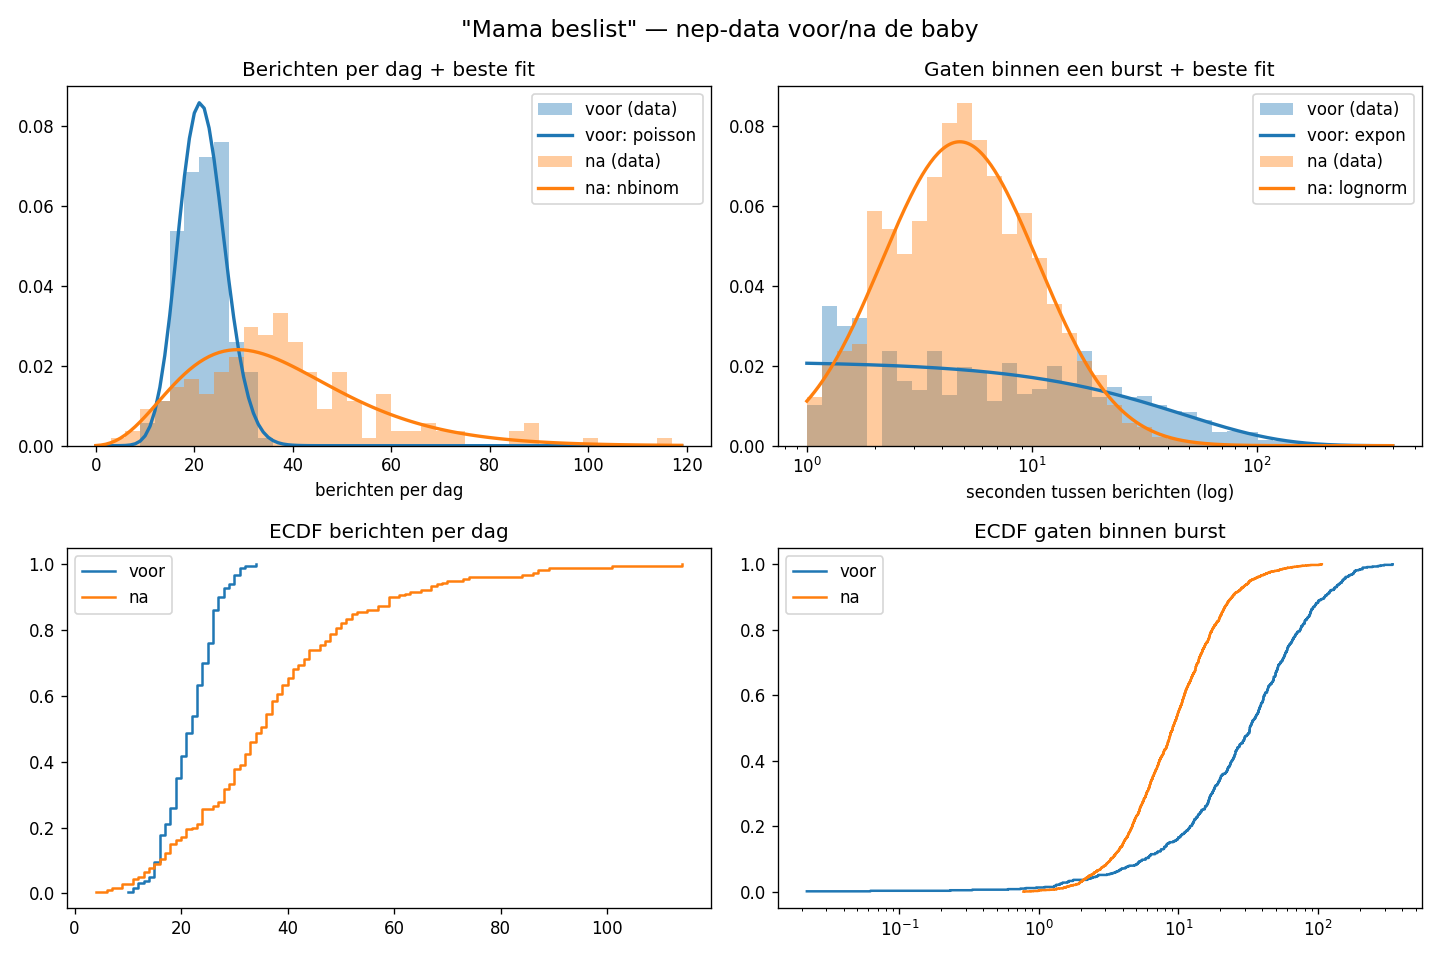 "Mama beslist" — nep-data voor/na de baby
Berichten per dag + beste fit
voor (data)
voor: poisson
na (data)
na: nbinom
0.08
0.06
0.04
0.02
0.00
0 20 40 60 80 100 120
berichten per dag
Gaten binnen een burst + beste fit
voor (data)
voor: expon
na (data)
na: lognorm
0.08
0.06
0.04
0.02
0.00
10⁰ 10¹ 10²
seconden tussen berichten (log)
ECDF berichten per dag
voor
na
1.0
0.8
0.6
0.4
0.2
0.0
0 20 40 60 80 100
ECDF gaten binnen burst
voor
na
1.0
0.8
0.6
0.4
0.2
0.0
10⁻¹ 10⁰ 10¹ 10²